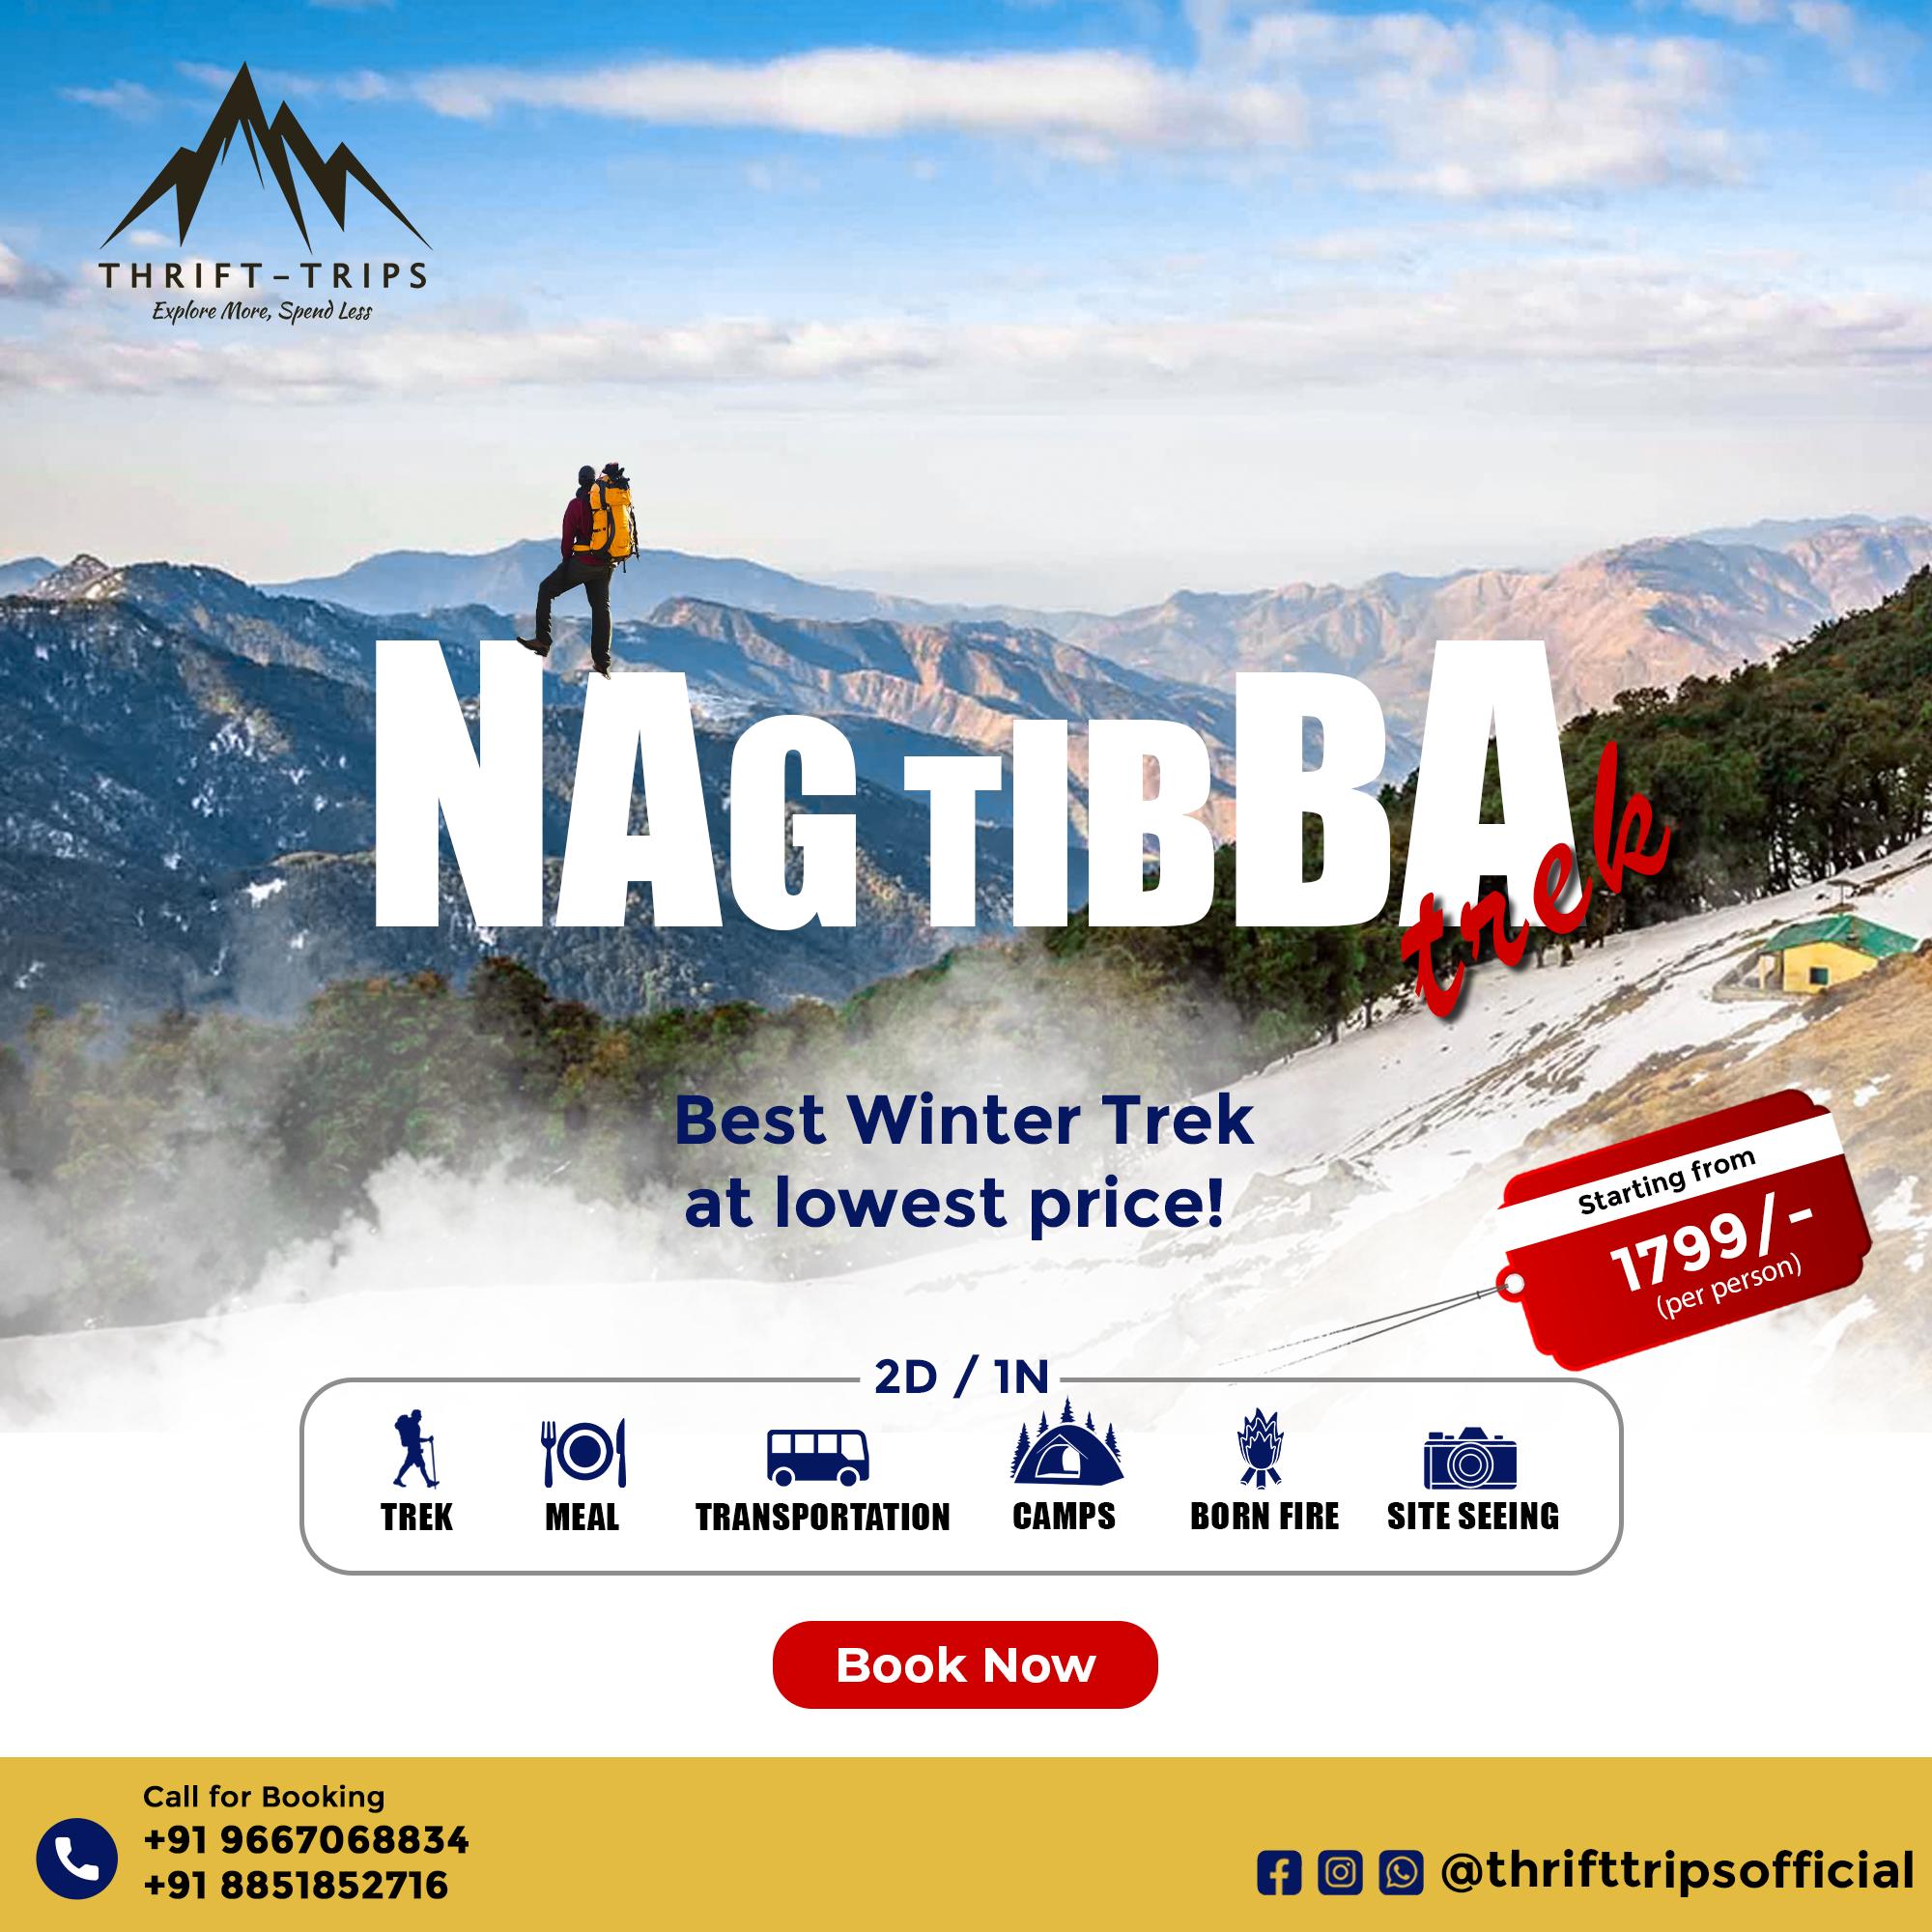 THRIFT-TRIPS
Explore More, Spend Less
NAG TIBBA
trek
Best Winter Trek
at lowest price!
Starting from
1799/-
(per person)
2D / 1N
TREK
MEAL
TRANSPORTATION
CAMPS
BORN FIRE
SITE SEEING
Book Now
Call for Booking
+91 9667068834
+91 8851852716
@thrifttripsofficial